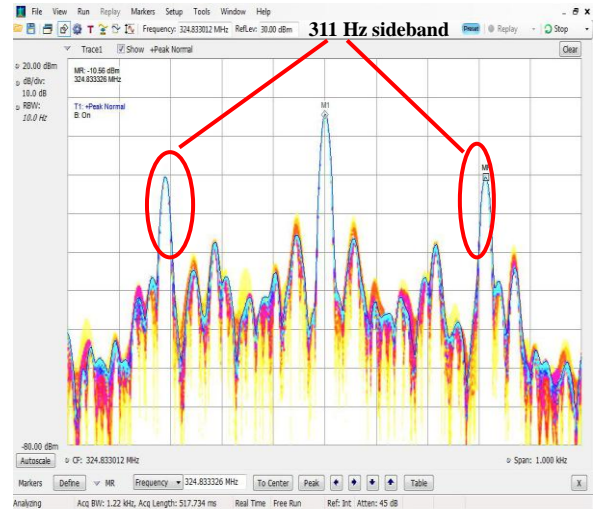 File View Run Replay Markers Setup Tools Window Help
T Frequency: 324.833012 MHz RefLev: 30.00 dBm 311 Hz sideband Preset Replay Stop
Trace1 Show +Peak Normal Clear
20.00 dBm
dB/div:
10.0 dB
RBW:
10.0 Hz
MR: -10.56 dBm
324.833326 MHz
T1: +Peak Normal
B: On
M1
-80.00 dBm
Autoscale CF: 324.833012 MHz Span: 1.000 kHz
Markers Define MR Frequency 324.833326 MHz To Center Peak Table X
Analyzing Acq BW: 1.22 kHz, Acq Length: 517.734 ms Real Time Free Run Ref: Int Atten: 45 dB